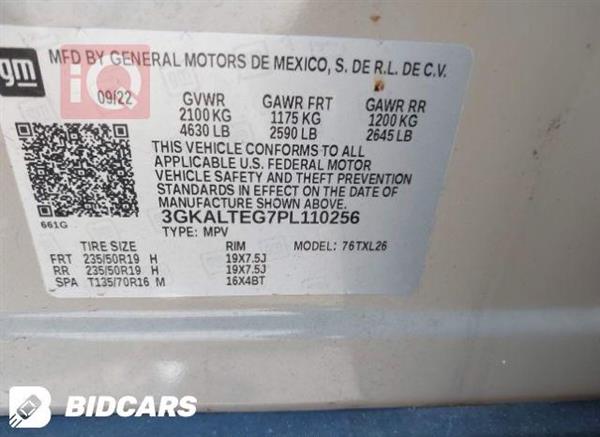 gm
MFD BY GENERAL MOTORS DE MEXICO, S. DE R.L. DE C.V.
iQ
09/22 GVWR GAWR FRT GAWR RR
2100 KG 1175 KG 1200 KG
4630 LB 2590 LB 2645 LB
THIS VEHICLE CONFORMS TO ALL
APPLICABLE U.S. FEDERAL MOTOR
VEHICLE SAFETY AND THEFT PREVENTION
STANDARDS IN EFFECT ON THE DATE OF
MANUFACTURE SHOWN ABOVE.
661G 3GKALTEG7PL110256
TYPE: MPV MODEL: 76TXL26
TIRE SIZE RIM
FRT 235/50R19 H 19X7.5J
RR 235/50R19 H 19X7.5J
SPA T135/70R16 M 16X4BT
BIDCARS